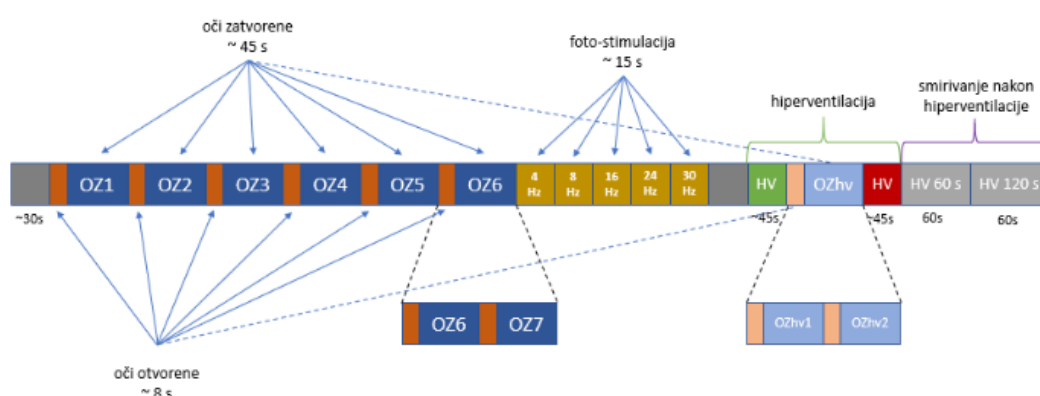 oči zatvorene
~ 45 s
foto-stimulacija
~ 15 s
hiperventilacija
smirivanje nakon
hiperventilacije
OZ1
OZ2
OZ3
OZ4
OZ5
OZ6
4
Hz
8
Hz
16
Hz
24
Hz
30
Hz
HV
OZhv
HV
HV 60 s
HV 120 s
~30s
~45s
~45s
60s
60s
OZ6
OZ7
OZhv1
OZhv2
oči otvorene
~ 8 s